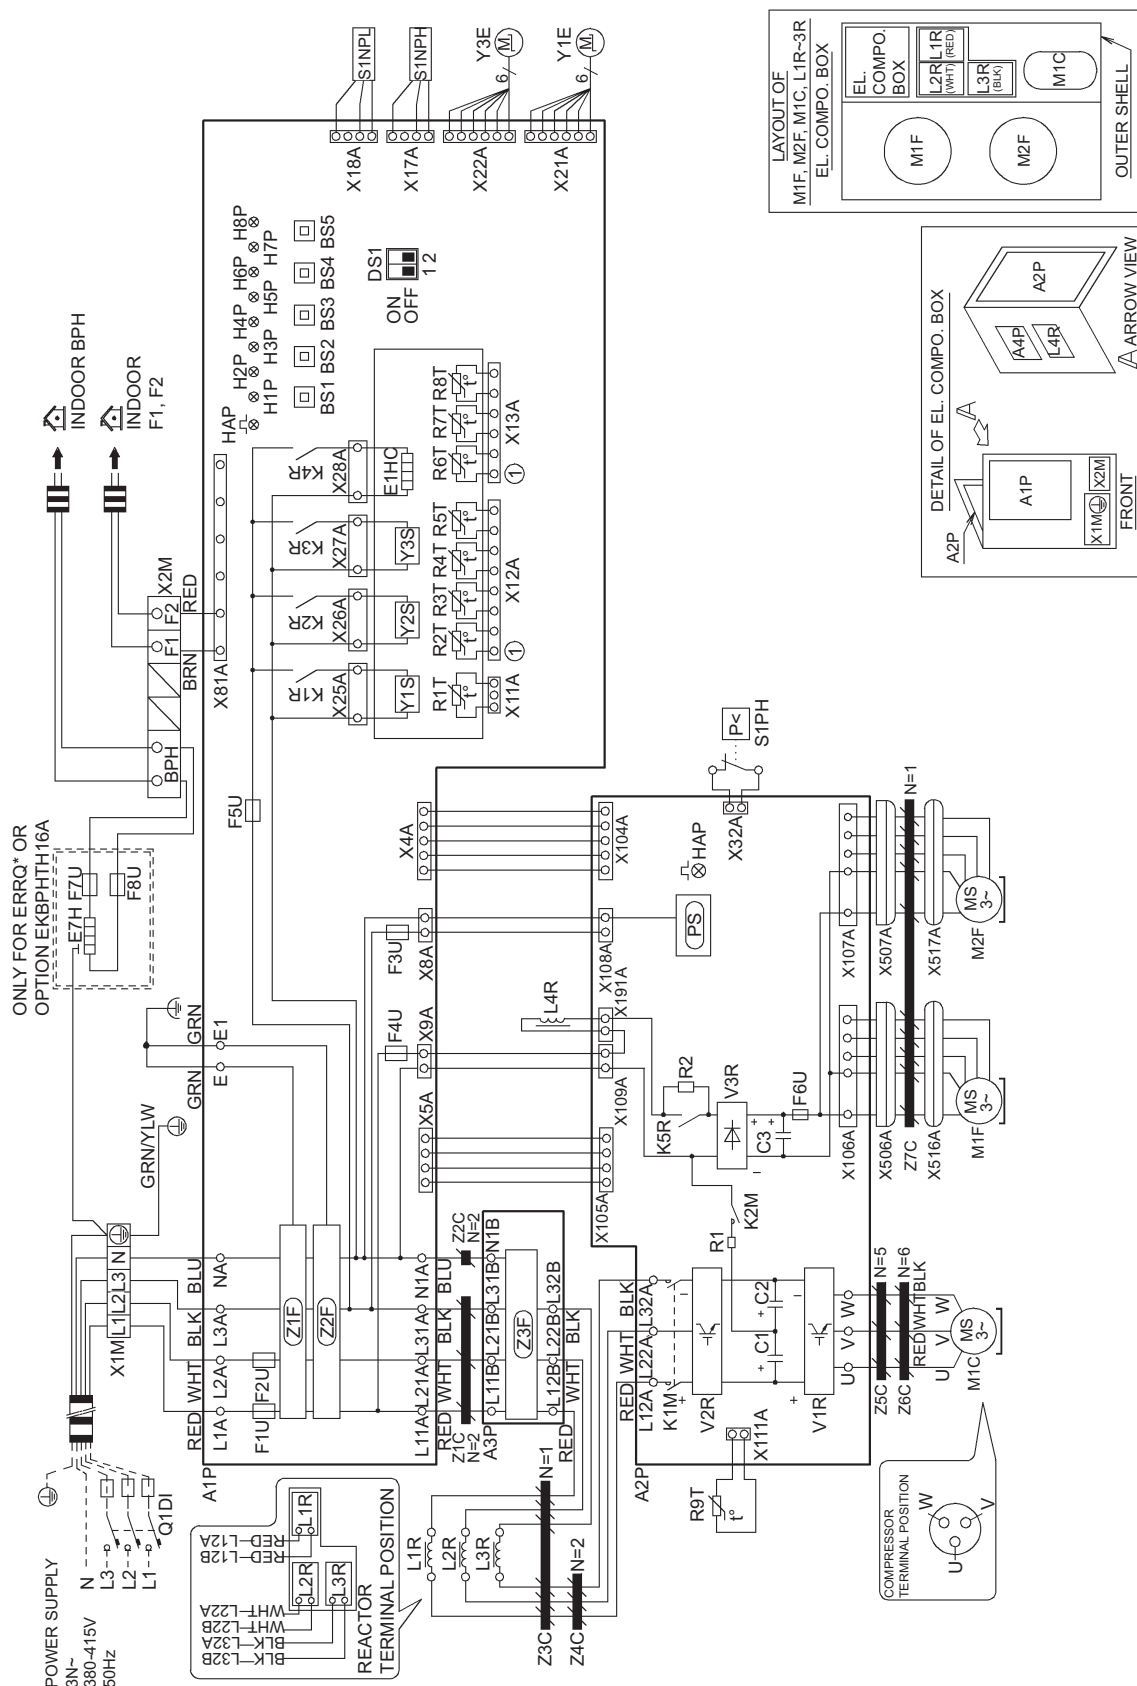 POWER SUPPLY
3N~
380-415V
50Hz
N
L3
L2
L1
Q1DI
X1M
L1 L2 L3 N
ONLY FOR ERRQ* OR
OPTION EKBPHTH16A
E7H F7U
F8U
INDOOR BPH
INDOOR
F1, F2
X2M
BPH
F1 F2
BRN
RED
GRN/YLW
GRN
GRN
RED WHT BLK BLU
A1P
L1A L2A L3A NA
E
E1
F1U F2U
Z1F
Z2F
F5U
X81A
HAP
H1P H2P H3P H4P H5P H6P H7P H8P
BS1 BS2 BS3 BS4 BS5
DS1
ON
OFF
1 2
X18A
S1NPL
X17A
S1NPH
X22A
6
Y3E
M
X21A
6
Y1E
M
K1R
K2R
K3R
K4R
X25A
X26A
X27A
X28A
Y1S
Y2S
Y3S
E1HC
R1T
R2T R3T R4T R5T
R6T R7T R8T
t° t° t° t° t° t° t° t°
X11A
1
X12A
1
X13A
F4U
F3U
X5A
X9A
X8A
X4A
L11A L21A L31A N1A
RED WHT BLK BLU
Z1C
N=2
Z2C
N=2
A3P
L11B L21B L31B N1B
Z3F
L12B L22B L32B
RED
WHT
BLK
REACTOR
TERMINAL POSITION
L1R
L2R
L3R
L12A—RED
L12B—RED
WHT—L22A
WHT—L22B
BLK—L32A
BLK—L32B
L1R
L2R
L3R
Z3C
N=1
Z4C
N=2
A2P
RED WHT BLK
L12A L22A L32A
K1M
V2R
+
−
C1
C2
+
+
V1R
+
−
U V W
R1
K2M
R9T
t°
X111A
X105A
X109A
X191A
X108A
X104A
L4R
PS
HAP
X32A
P<
S1PH
K5R
R2
V3R
+
−
C3
+
F6U
X106A
X107A
X506A
X507A
Z7C
N=1
X516A
X517A
MS
3~
M1F
MS
3~
M2F
Z5C
N=5
Z6C
N=6
RED WHT BLK
U V W
MS
3~
M1C
COMPRESSOR
TERMINAL POSITION
U
V
W
LAYOUT OF
M1F, M2F, M1C, L1R~3R
EL. COMPO. BOX
EL.
COMPO.
BOX
L2R
(WHT)
L1R
(RED)
L3R
(BLK)
M1F
M2F
M1C
OUTER SHELL
DETAIL OF EL. COMPO. BOX
A2P
A1P
X1M
X2M
FRONT
A
A2P
A4P
L4R
A ARROW VIEW